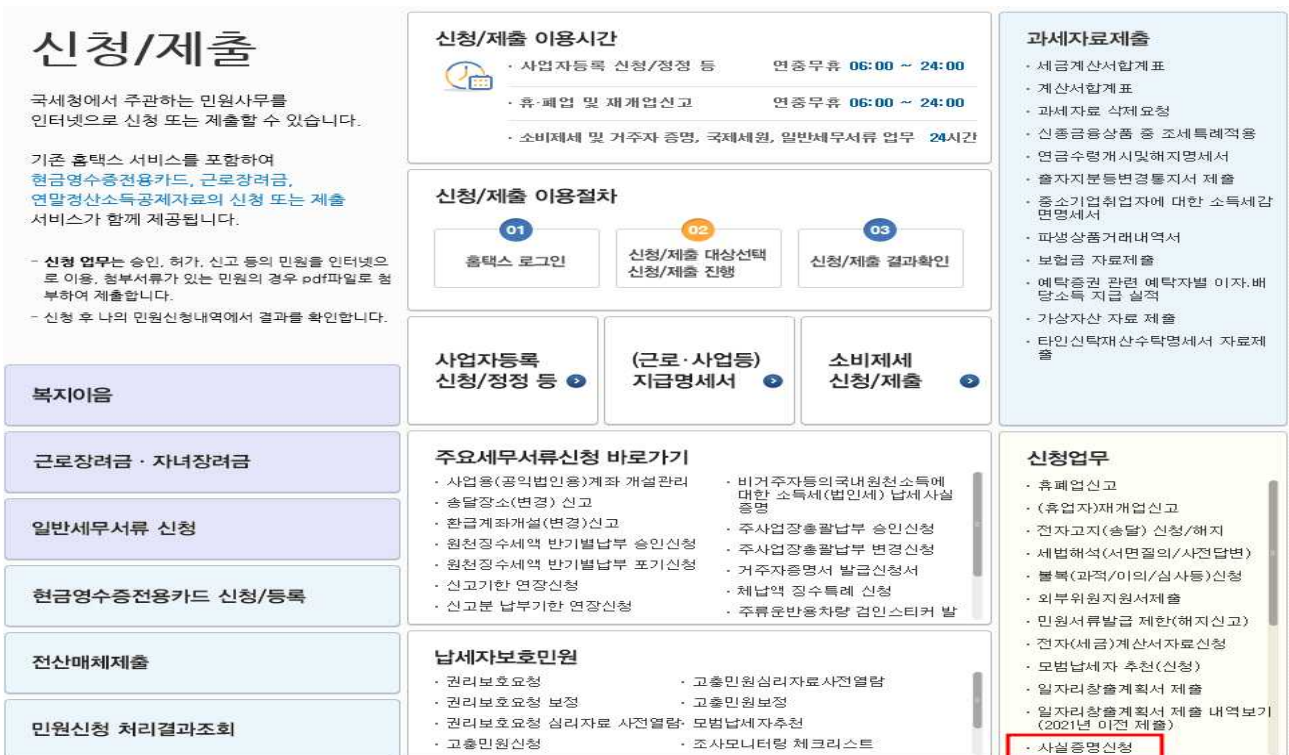 신청/제출
국세청에서 주관하는 민원사무를
인터넷으로 신청 또는 제출할 수 있습니다.
기존 홈택스 서비스를 포함하여
현금영수증전용카드, 근로장려금,
연말정산소득공제자료의 신청 또는 제출
서비스가 함께 제공됩니다.
- 신청 업무는 승인, 허가, 신고 등의 민원을 인터넷으
로 이용, 첨부서류가 있는 민원의 경우 pdf파일로 첨
부하여 제출합니다.
- 신청 후 나의 민원신청내역에서 결과를 확인합니다.
복지이음
근로장려금 · 자녀장려금
일반세무서류 신청
현금영수증전용카드 신청/등록
전산매체제출
민원신청 처리결과조회
신청/제출 이용시간
· 사업자등록 신청/정정 등 연중무휴 06:00 ~ 24:00
· 휴·폐업 및 재개업신고 연중무휴 06:00 ~ 24:00
· 소비제세 및 거주자 증명, 국제세원, 일반세무서류 업무 24시간
신청/제출 이용절차
01
홈택스 로그인
02
신청/제출 대상선택
신청/제출 진행
03
신청/제출 결과확인
사업자등록
신청/정정 등
(근로·사업등)
지급명세서
소비제세
신청/제출
주요세무서류신청 바로가기
· 사업용(공익법인용)계좌 개설관리
· 송달장소(변경) 신고
· 환급계좌개설(변경)신고
· 원천징수세액 반기별납부 승인신청
· 원천징수세액 반기별납부 포기신청
· 신고기한 연장신청
· 신고분 납부기한 연장신청
· 비거주자등의국내원천소득에
대한 소득세(법인세) 납세사실
증명
· 주사업장총괄납부 승인신청
· 주사업장총괄납부 변경신청
· 거주자증명서 발급신청서
· 체납액 징수특례 신청
· 주류운반용차량 검인스티커 발
납세자보호민원
· 권리보호요청
· 권리보호요청 보정
· 권리보호요청 심리자료 사전열람
· 고충민원신청
· 고충민원심리자료사전열람
· 고충민원보정
· 모범납세자추천
· 조사모니터링 체크리스트
과세자료제출
· 세금계산서합계표
· 계산서합계표
· 과세자료 삭제요청
· 신종금융상품 중 조세특례적용
· 연금수령개시및해지명세서
· 출자지분등변경통지서 제출
· 중소기업취업자에 대한 소득세감
면명세서
· 파생상품거래내역서
· 보험금 자료제출
· 예탁증권 관련 예탁자별 이자.배
당소득 지급 실적
· 가상자산 자료 제출
· 타인신탁재산수탁명세서 자료제
출
신청업무
· 휴폐업신고
· (휴업자)재개업신고
· 전자고지(송달) 신청/해지
· 세법해석(서면질의/사전답변)
· 불복(과적/이의/심사등)신청
· 외부위원지원서제출
· 민원서류발급 제한(해지신고)
· 전자(세금)계산서자료신청
· 모범납세자 추천(신청)
· 일자리창출계획서 제출
· 일자리창출계획서 제출 내역보기
(2021년 이전 제출)
· 사실증명신청